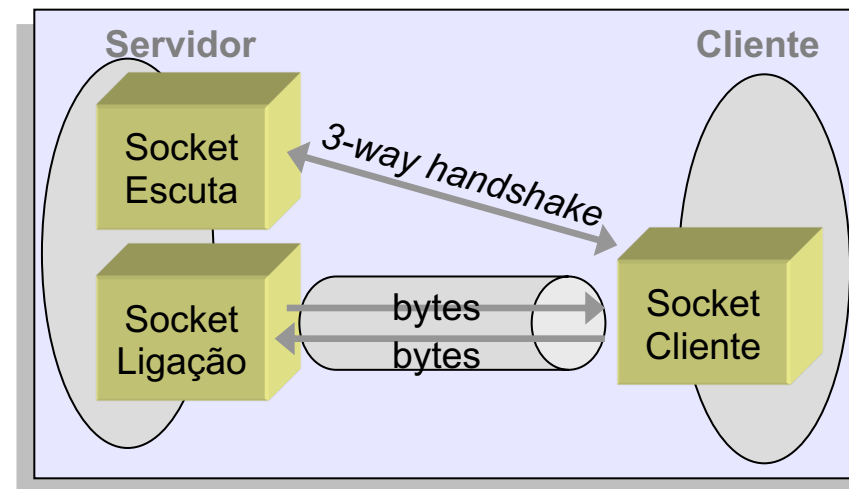 Servidor
Cliente
Socket
Escuta
3-way handshake
Socket
Ligação
bytes
bytes
Socket
Cliente